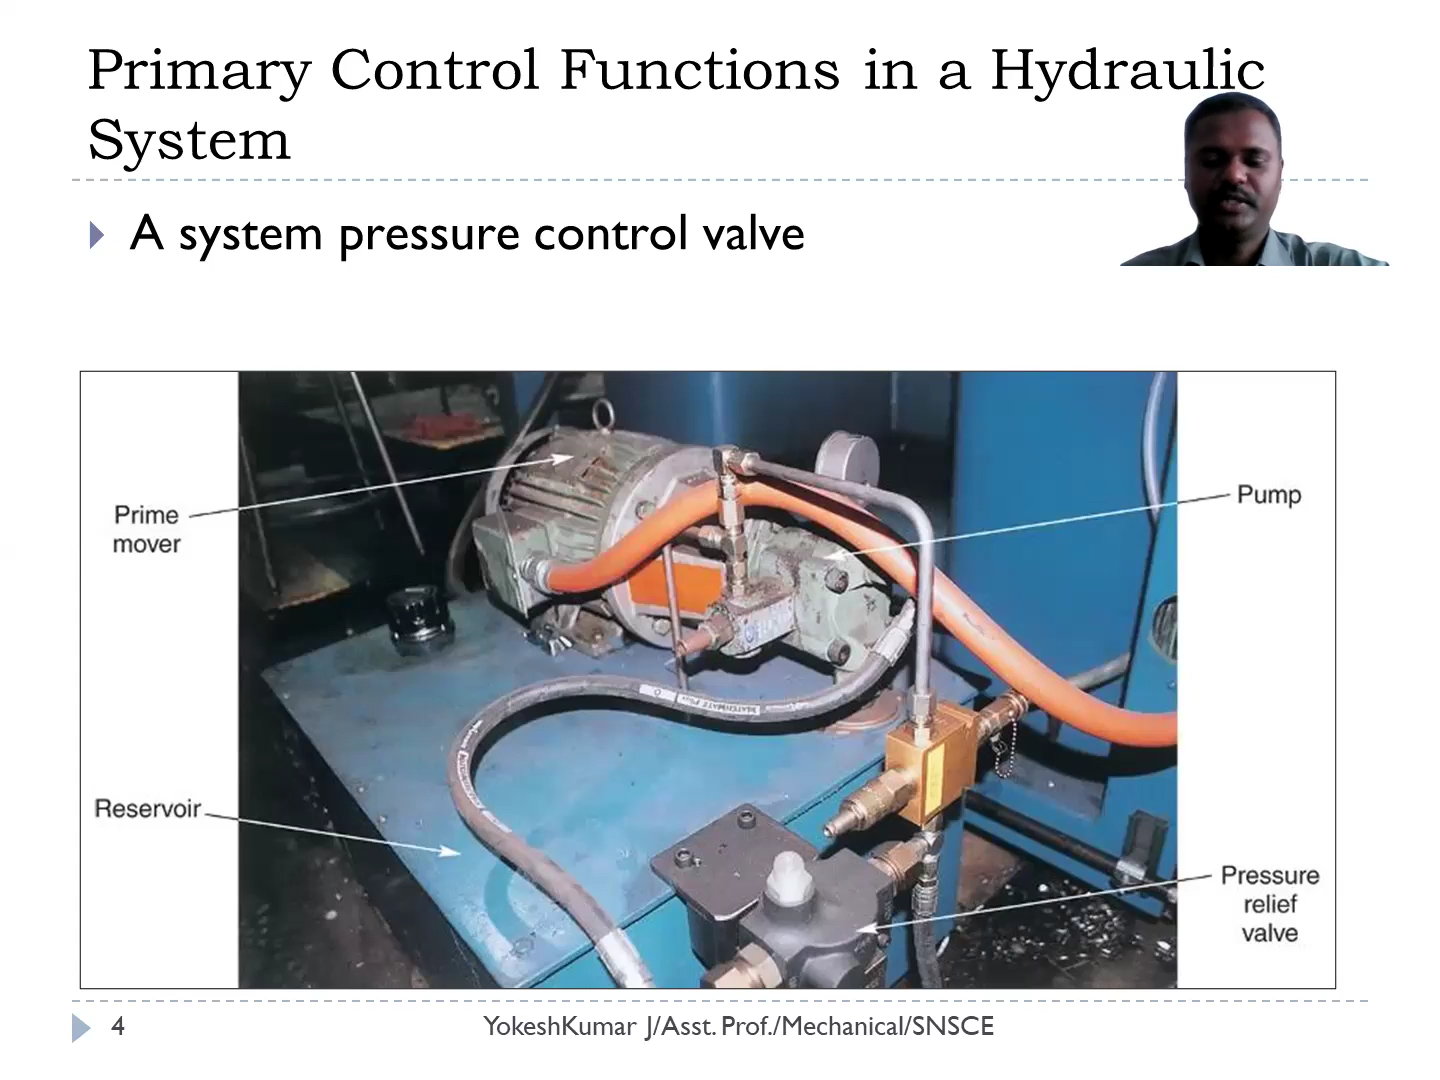 Primary Control Functions in a Hydraulic
System
A system pressure control valve
Prime
mover
Pump
Reservoir
Pressure
relief
valve
4
YokeshKumar J/Asst. Prof./Mechanical/SNSCE